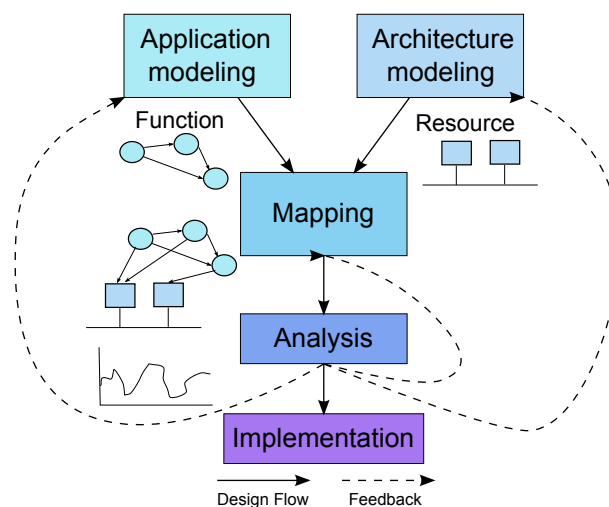 Application
modeling
Architecture
modeling
Function
Resource
Mapping
Analysis
Implementation
Design Flow
Feedback